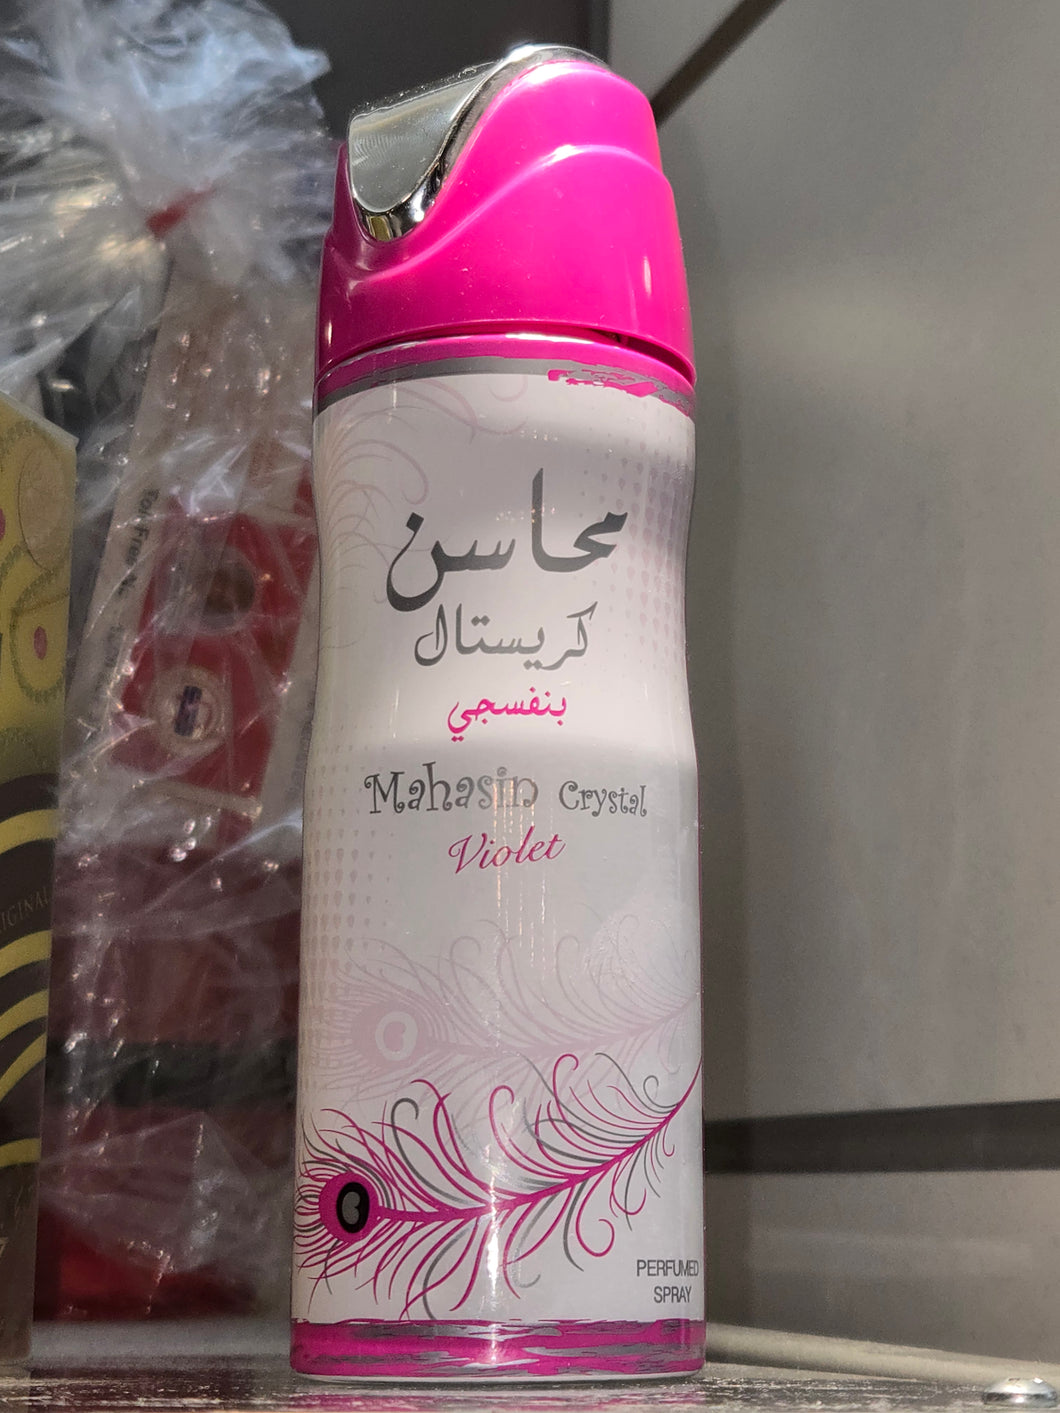 محاسن
كريستال
بنفسجي
Mahasin Crystal
Violet
PERFUMED
SPRAY